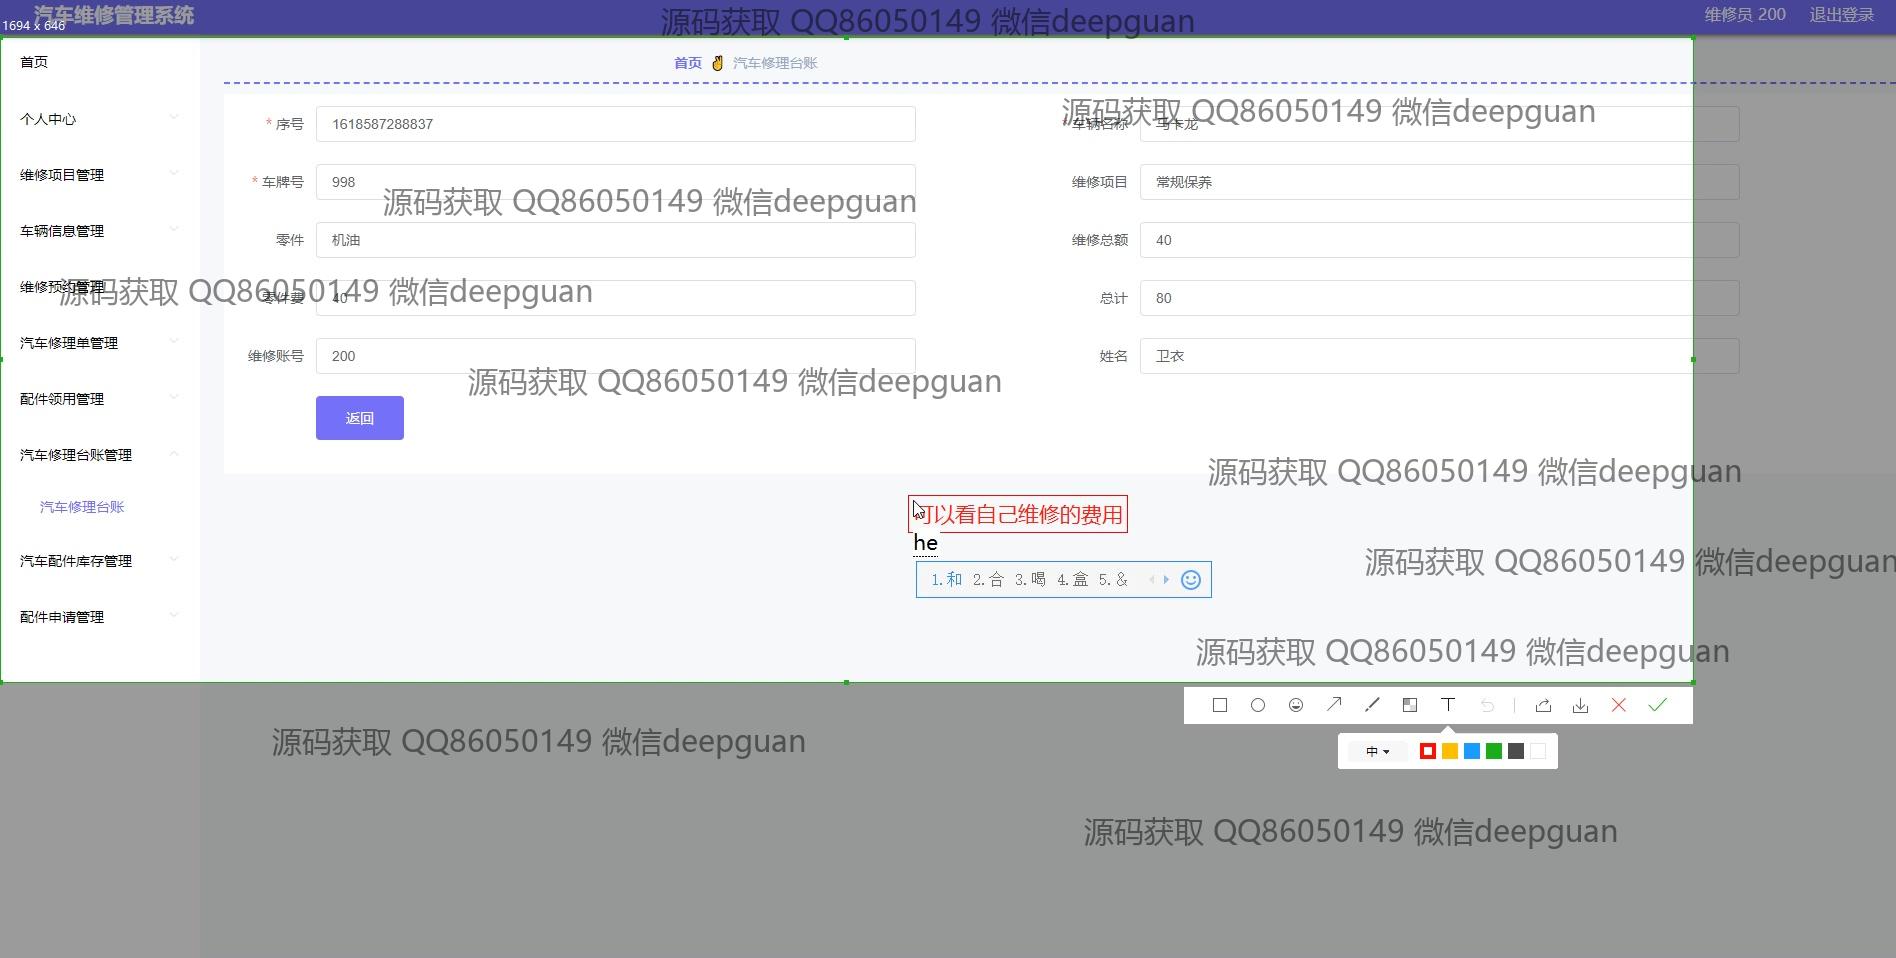 汽车维修管理系统
1694 x 646
源码获取 QQ86050149 微信deepguan
维修员 200 退出登录
首页
首页 ✌ 汽车修理台账
个人中心
* 序号 1618587288837
* 车辆名称 马卡龙
源码获取 QQ86050149 微信deepguan
维修项目管理
* 车牌号 998
维修项目 常规保养
源码获取 QQ86050149 微信deepguan
车辆信息管理
零件 机油
维修总额 40
维修预约管理
源码获取 QQ86050149 微信deepguan
零件费 40
总计 80
汽车修理单管理
维修账号 200
姓名 卫衣
源码获取 QQ86050149 微信deepguan
配件领用管理
返回
汽车修理台账管理
源码获取 QQ86050149 微信deepguan
汽车修理台账
可以看自己维修的费用
he
汽车配件库存管理
源码获取 QQ86050149 微信deepguan
1.和 2.合 3.喝 4.盒 5.&
配件申请管理
源码获取 QQ86050149 微信deepguan
T
源码获取 QQ86050149 微信deepguan
中
源码获取 QQ86050149 微信deepguan